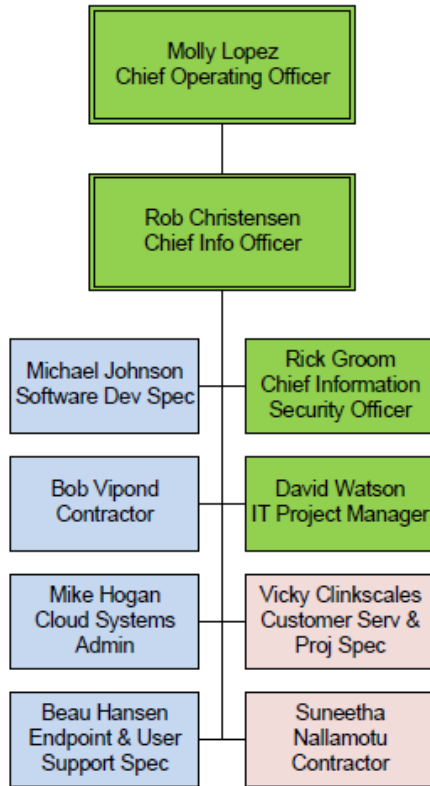 Molly Lopez
Chief Operating Officer
Rob Christensen
Chief Info Officer
Michael Johnson
Software Dev Spec
Rick Groom
Chief Information
Security Officer
Bob Vipond
Contractor
David Watson
IT Project Manager
Mike Hogan
Cloud Systems
Admin
Vicky Clinkscales
Customer Serv &
Proj Spec
Beau Hansen
Endpoint & User
Support Spec
Suneetha
Nallamotu
Contractor